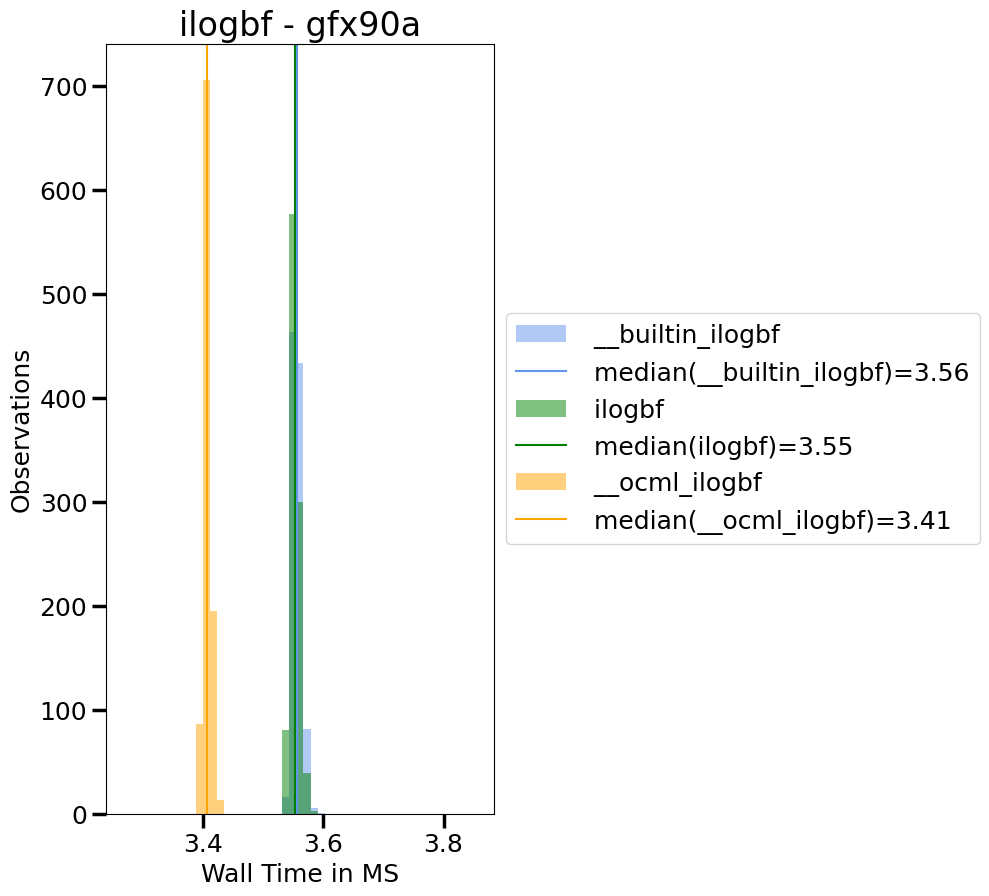 ilogbf - gfx90a
700
600
500
400
300
200
100
0
Observations
3.4 3.6 3.8
Wall Time in MS
__builtin_ilogbf
median(__builtin_ilogbf)=3.56
ilogbf
median(ilogbf)=3.55
__ocml_ilogbf
median(__ocml_ilogbf)=3.41